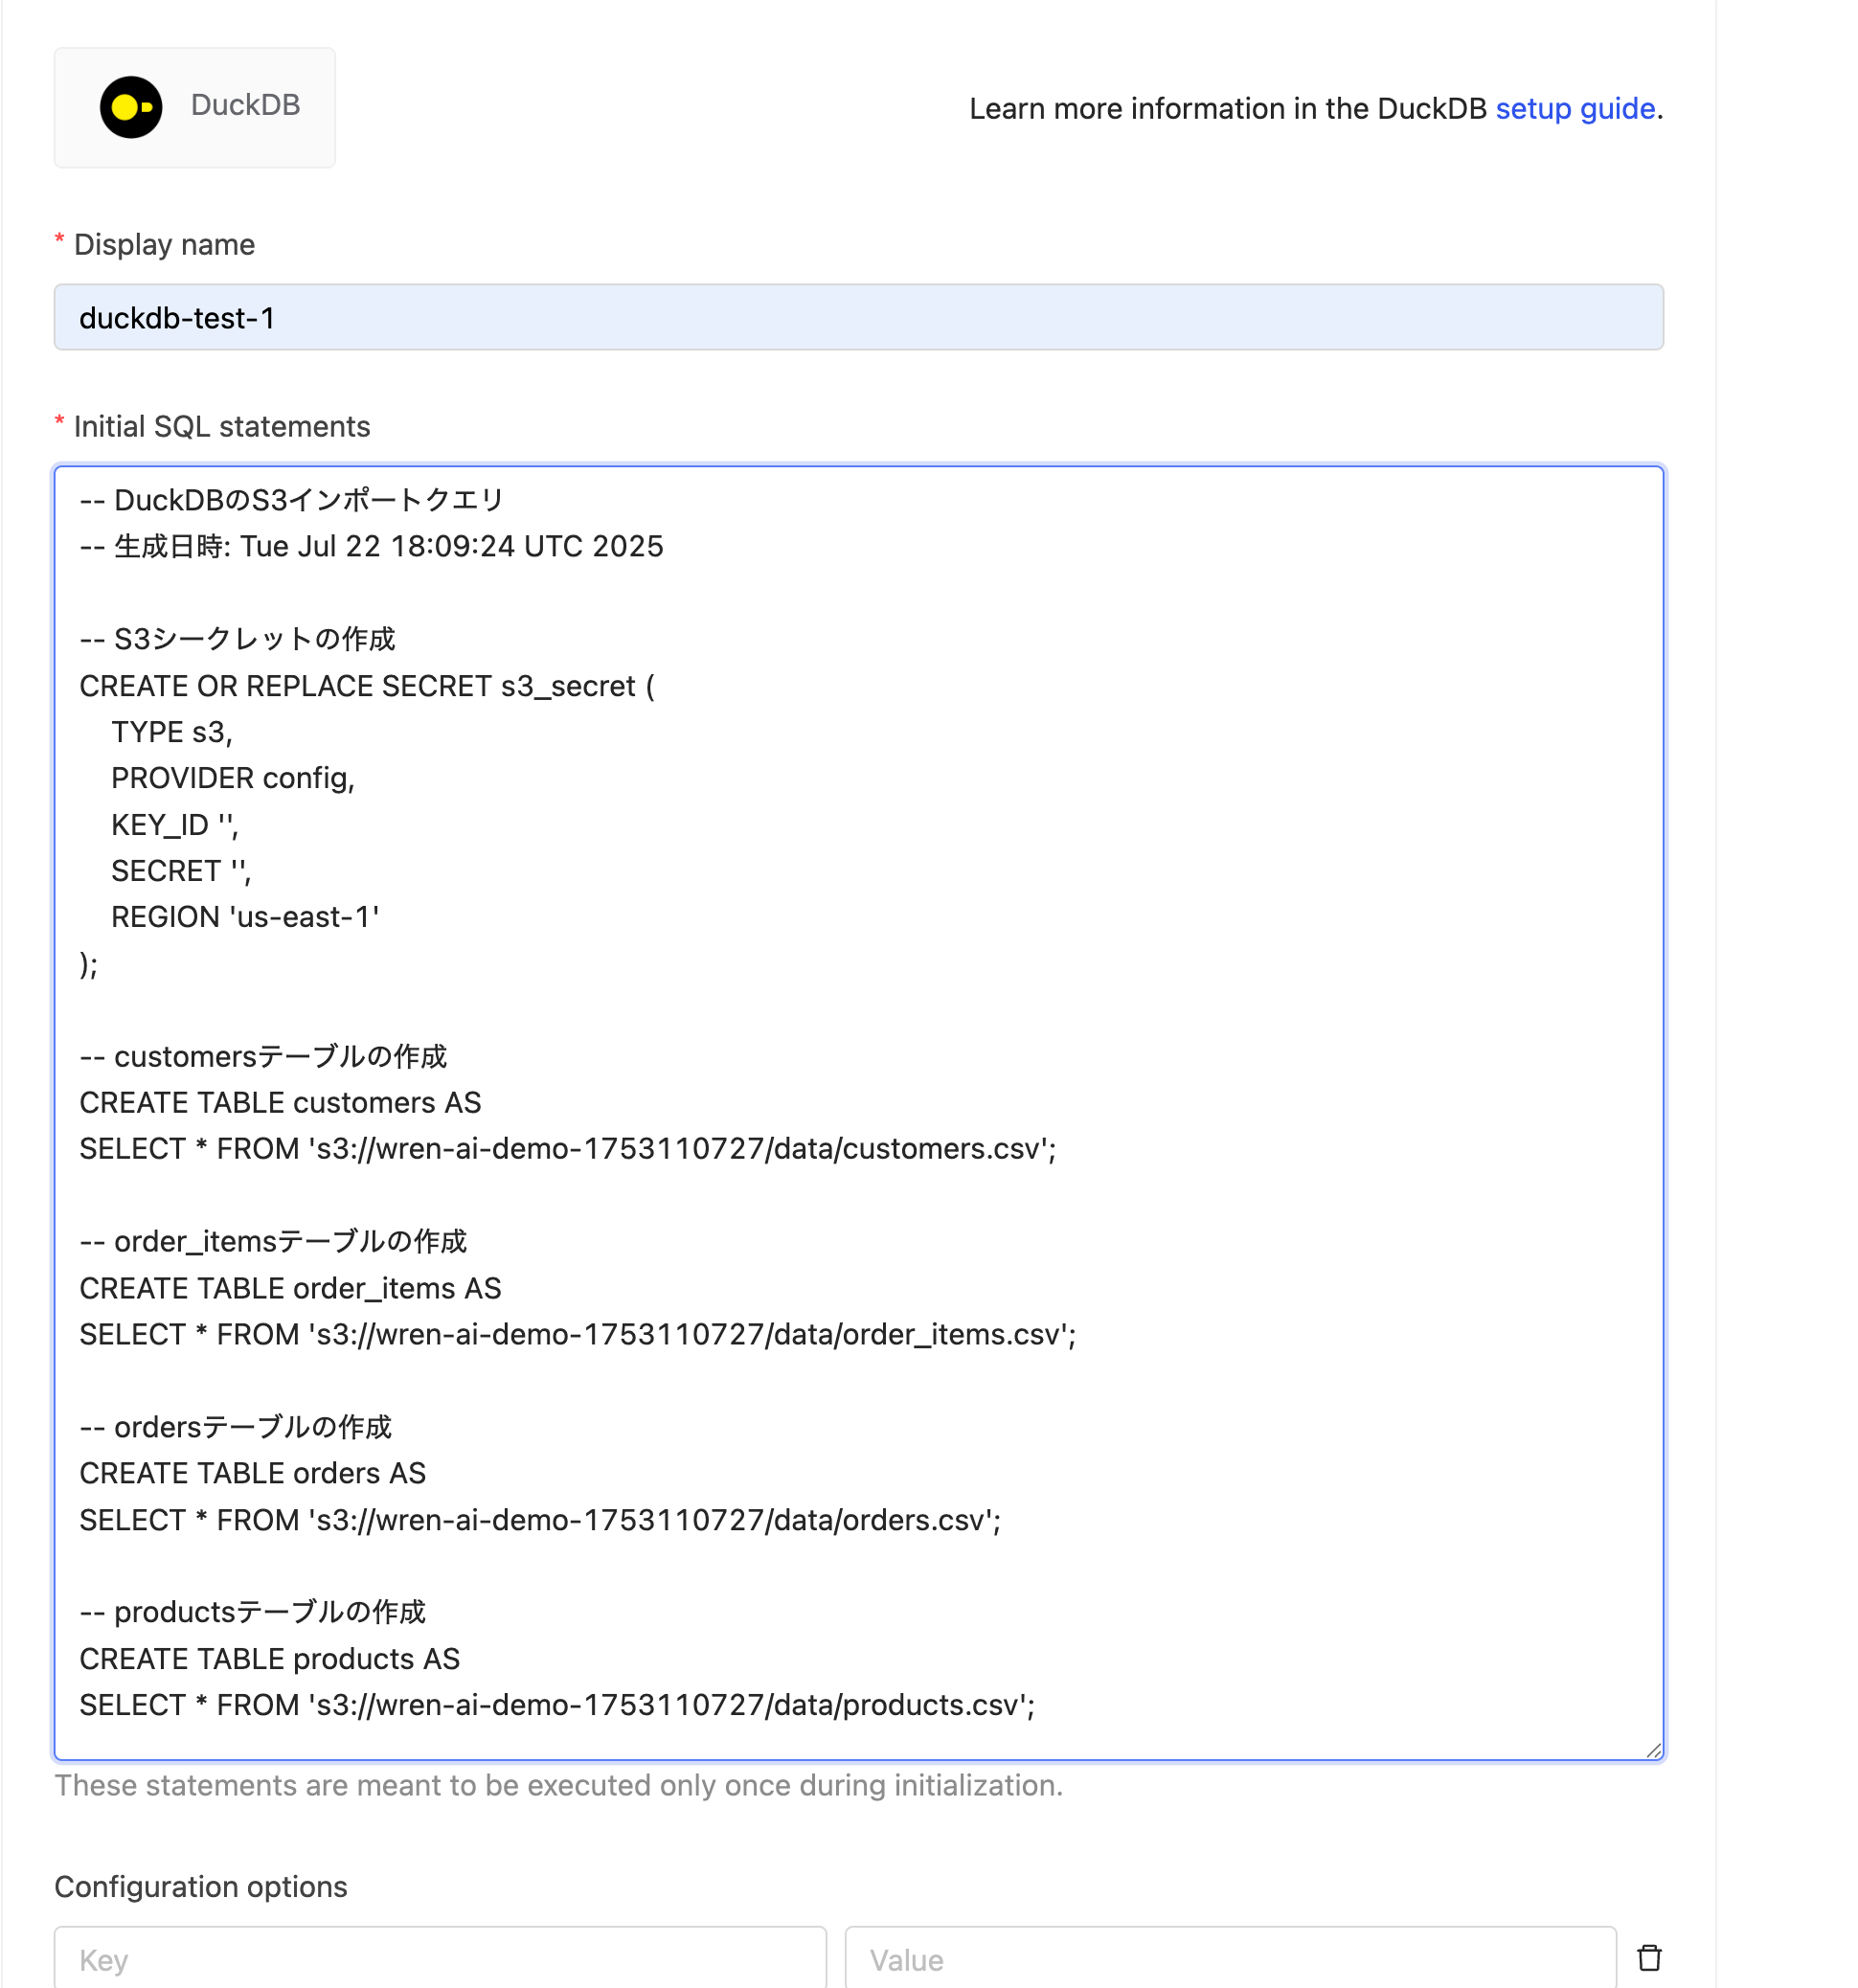 DuckDB
Learn more information in the DuckDB setup guide.
* Display name
duckdb-test-1
* Initial SQL statements
-- DuckDBのS3インポートクエリ
-- 生成日時: Tue Jul 22 18:09:24 UTC 2025
-- S3シークレットの作成
CREATE OR REPLACE SECRET s3_secret (
    TYPE s3,
    PROVIDER config,
    KEY_ID '',
    SECRET '',
    REGION 'us-east-1'
);
-- customersテーブルの作成
CREATE TABLE customers AS
SELECT * FROM 's3://wren-ai-demo-1753110727/data/customers.csv';
-- order_itemsテーブルの作成
CREATE TABLE order_items AS
SELECT * FROM 's3://wren-ai-demo-1753110727/data/order_items.csv';
-- ordersテーブルの作成
CREATE TABLE orders AS
SELECT * FROM 's3://wren-ai-demo-1753110727/data/orders.csv';
-- productsテーブルの作成
CREATE TABLE products AS
SELECT * FROM 's3://wren-ai-demo-1753110727/data/products.csv';
These statements are meant to be executed only once during initialization.
Configuration options
Key
Value